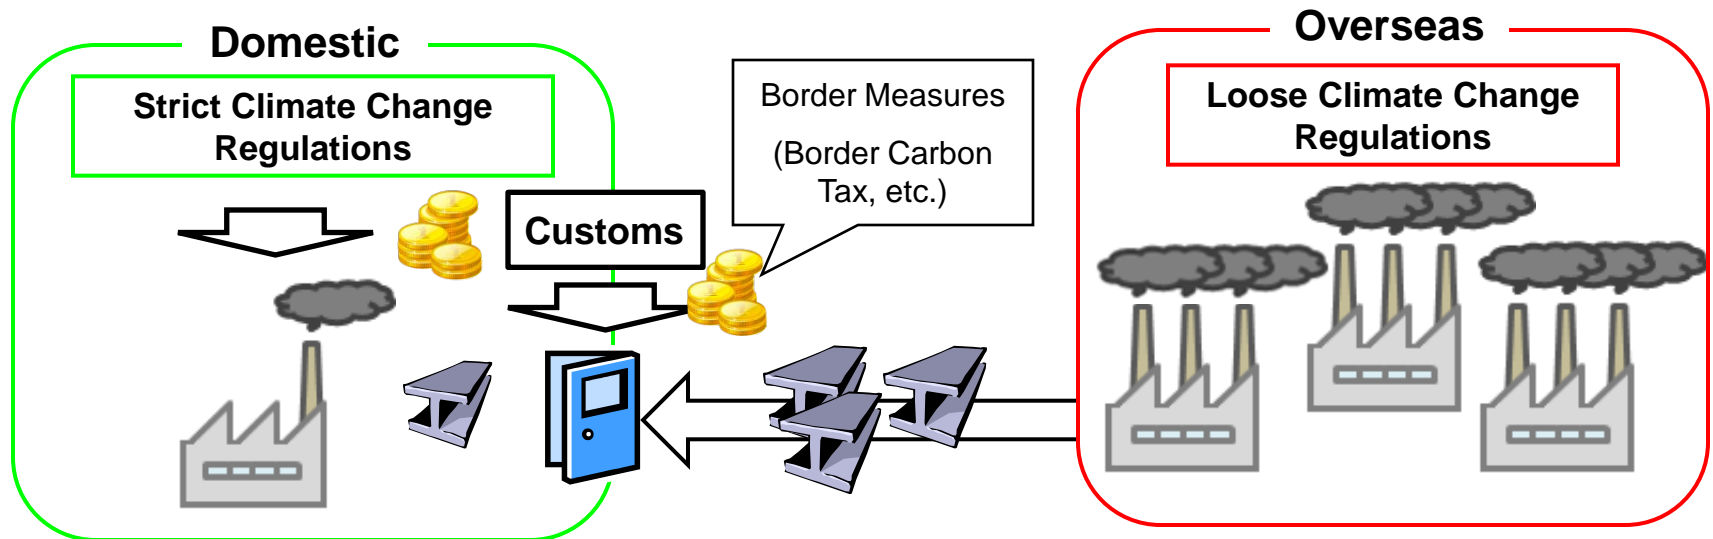 Domestic
Strict Climate Change
Regulations
Customs
Border Measures
(Border Carbon
Tax, etc.)
Overseas
Loose Climate Change
Regulations